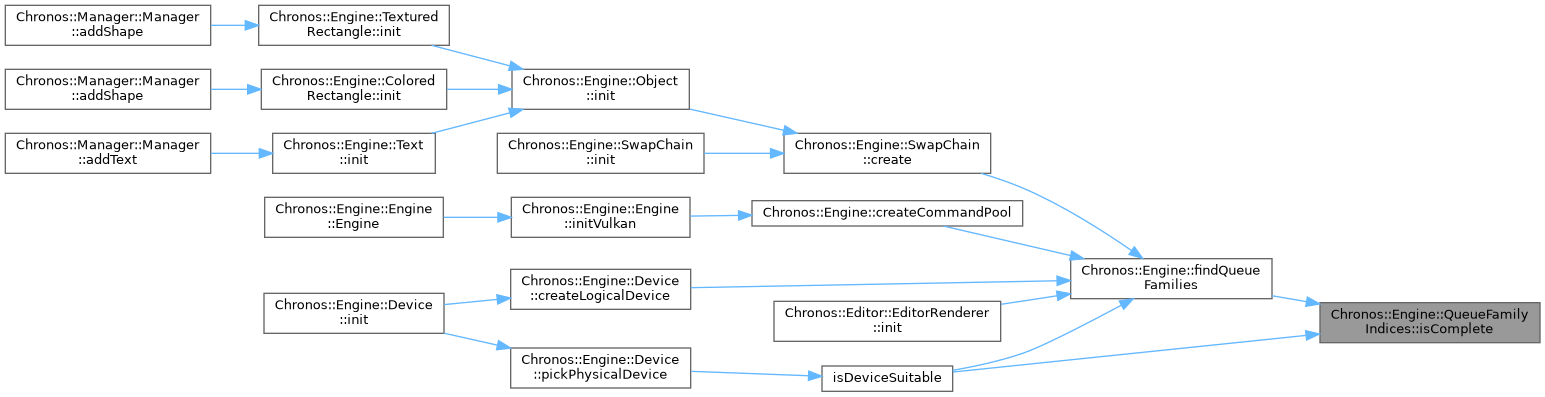 Chronos::Manager::Manager
::addShape
Chronos::Engine::Textured
Rectangle::init
Chronos::Manager::Manager
::addShape
Chronos::Engine::Colored
Rectangle::init
Chronos::Engine::Object
::init
Chronos::Manager::Manager
::addText
Chronos::Engine::Text
::init
Chronos::Engine::SwapChain
::init
Chronos::Engine::SwapChain
::create
Chronos::Engine::Engine
::Engine
Chronos::Engine::Engine
::initVulkan
Chronos::Engine::createCommandPool
Chronos::Engine::findQueue
Families
Chronos::Engine::Device
::init
Chronos::Engine::Device
::createLogicalDevice
Chronos::Editor::EditorRenderer
::init
Chronos::Engine::QueueFamily
Indices::isComplete
Chronos::Engine::Device
::pickPhysicalDevice
isDeviceSuitable